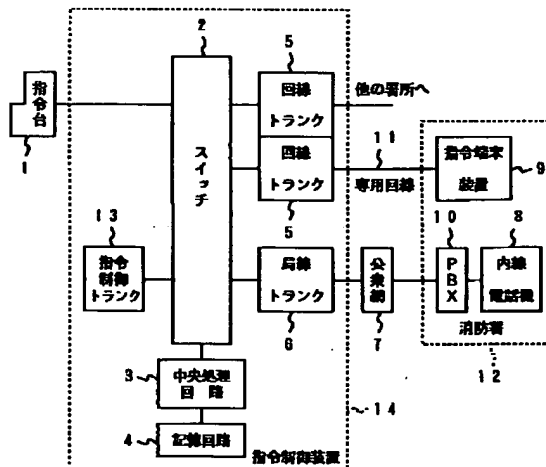 2
5
指令台
1
スイッチ
回線
トランク
他の署所へ
11
回線
トランク
専用回線
指令端末
装置
9
5
13
指令
制御
トランク
局線
トランク
6
公衆網
7
10
PBX
8
内線
電話機
消防署
12
3
中央処理
回路
14
4
記憶回路
指令制御装置